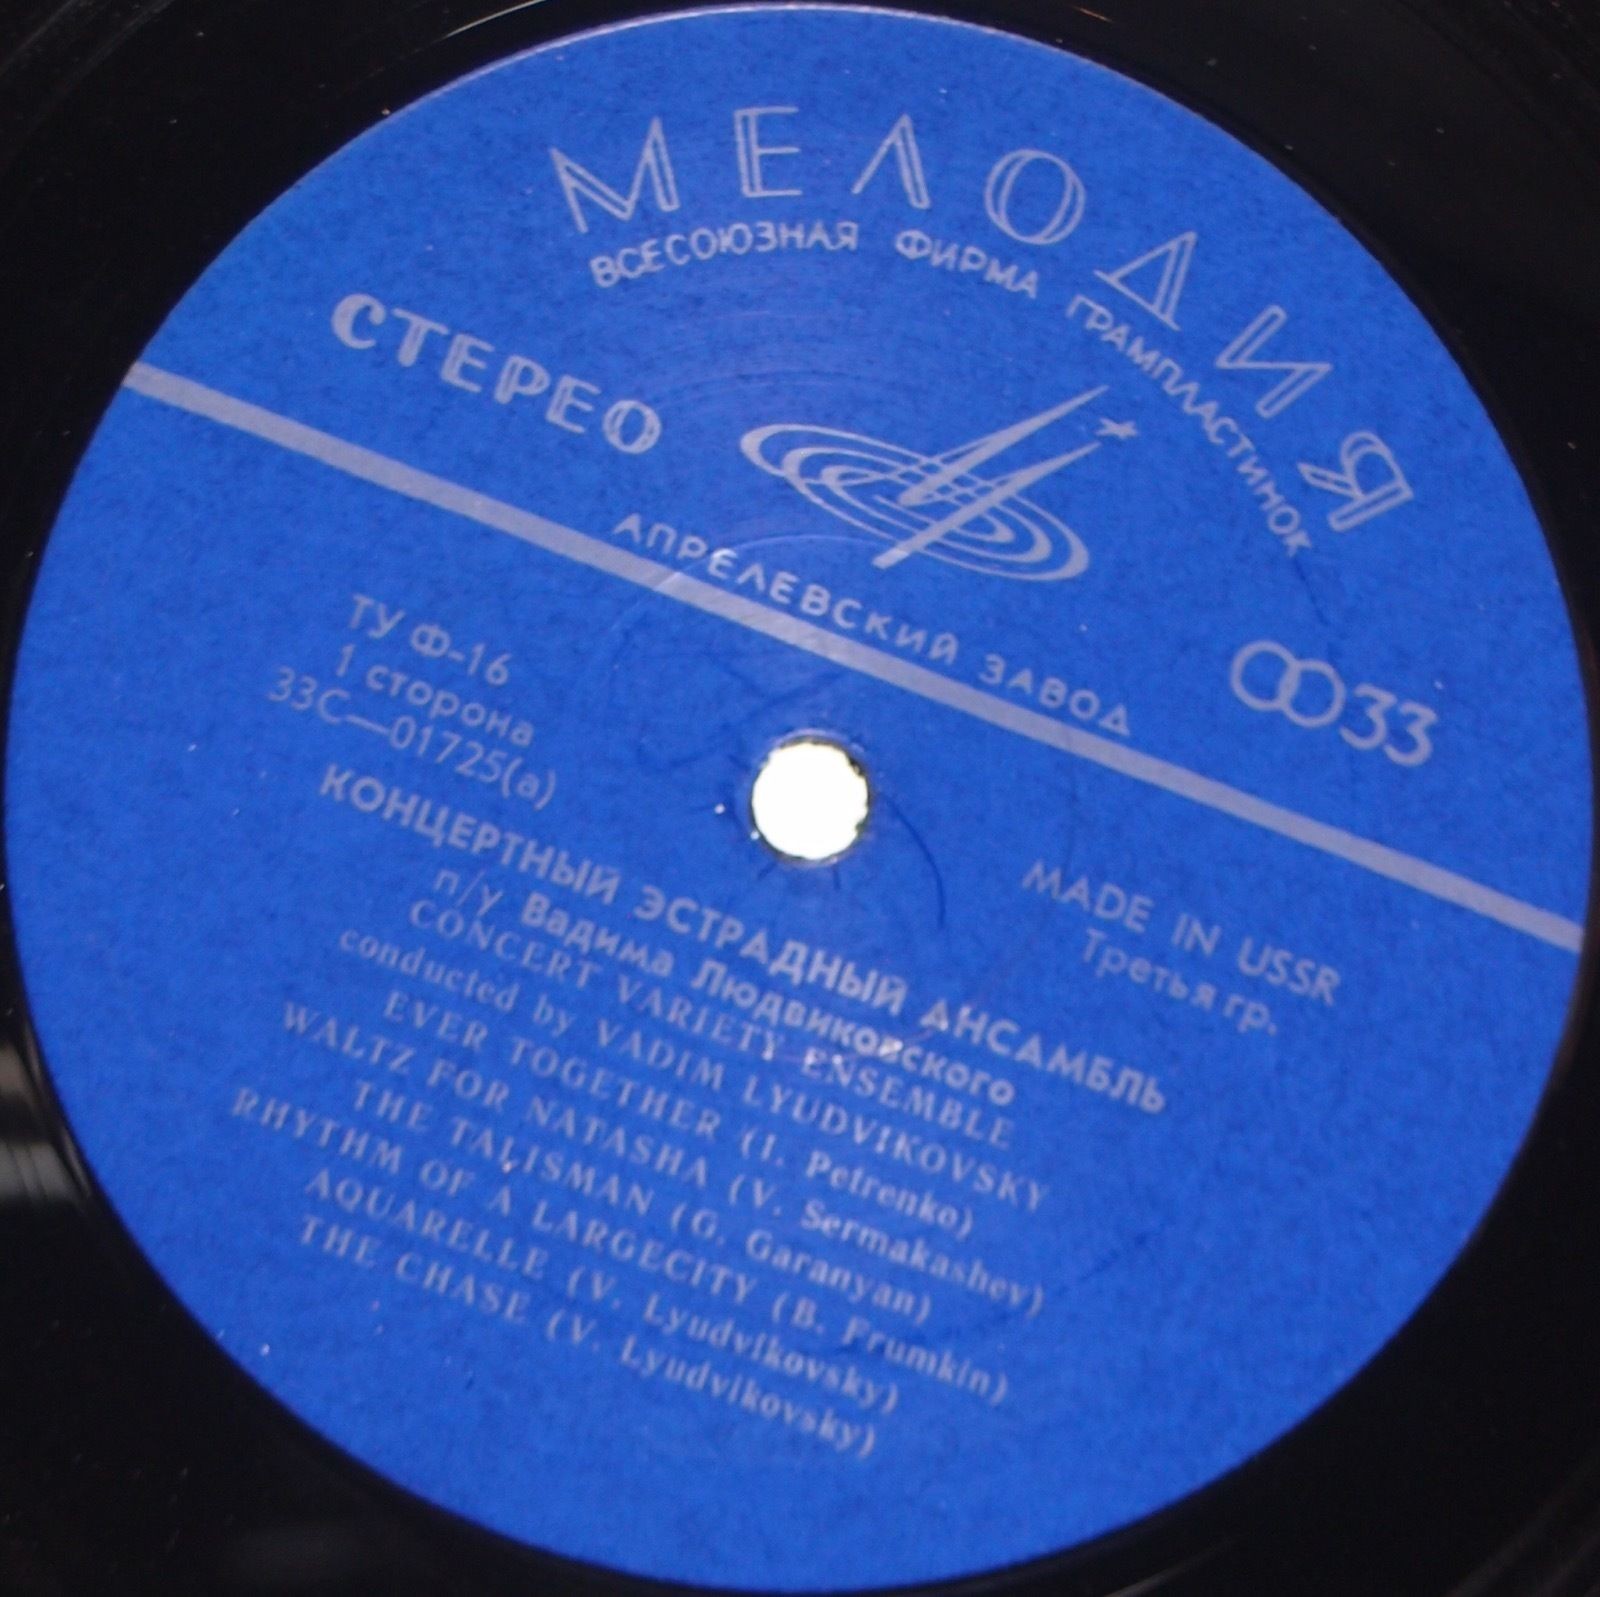 МЕЛОДИЯ
ВСЕСОЮЗНАЯ ФИРМА ГРАМПЛАСТИНОК
СТЕРЕО
АПРЕЛЕВСКИЙ ЗАВОД
33
ТУ Ф-16
1 сторона
33С—01725(а)
MADE IN USSR
Третья гр.
КОНЦЕРТНЫЙ ЭСТРАДНЫЙ АНСАМБЛЬ
п/у Вадима Людвиковского
CONCERT VARIETY ENSEMBLE
conducted by VADIM LYUDVIKOVSKY
EVER TOGETHER (I. Petrenko)
WALTZ FOR NATASHA (V. Sermakashev)
THE TALISMAN (G. Garanyan)
RHYTHM OF A LARGECITY (B. Frumkin)
AQUARELLE (V. Lyudvikovsky)
THE CHASE (V. Lyudvikovsky)